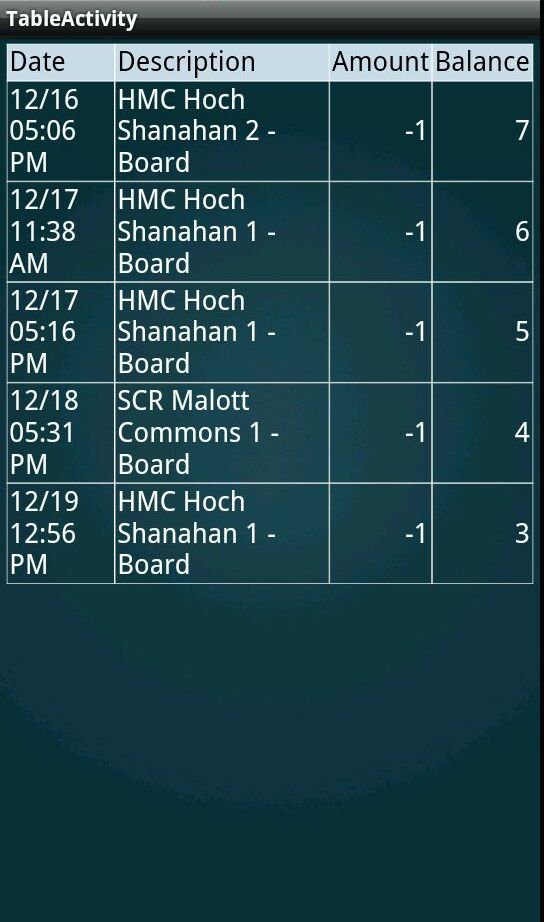 TableActivity
Date Description Amount Balance
12/16 05:06 PM HMC Hoch Shanahan 2 - Board -1 7
12/17 11:38 AM HMC Hoch Shanahan 1 - Board -1 6
12/17 05:16 PM HMC Hoch Shanahan 1 - Board -1 5
12/18 05:31 PM SCR Malott Commons 1 - Board -1 4
12/19 12:56 PM HMC Hoch Shanahan 1 - Board -1 3